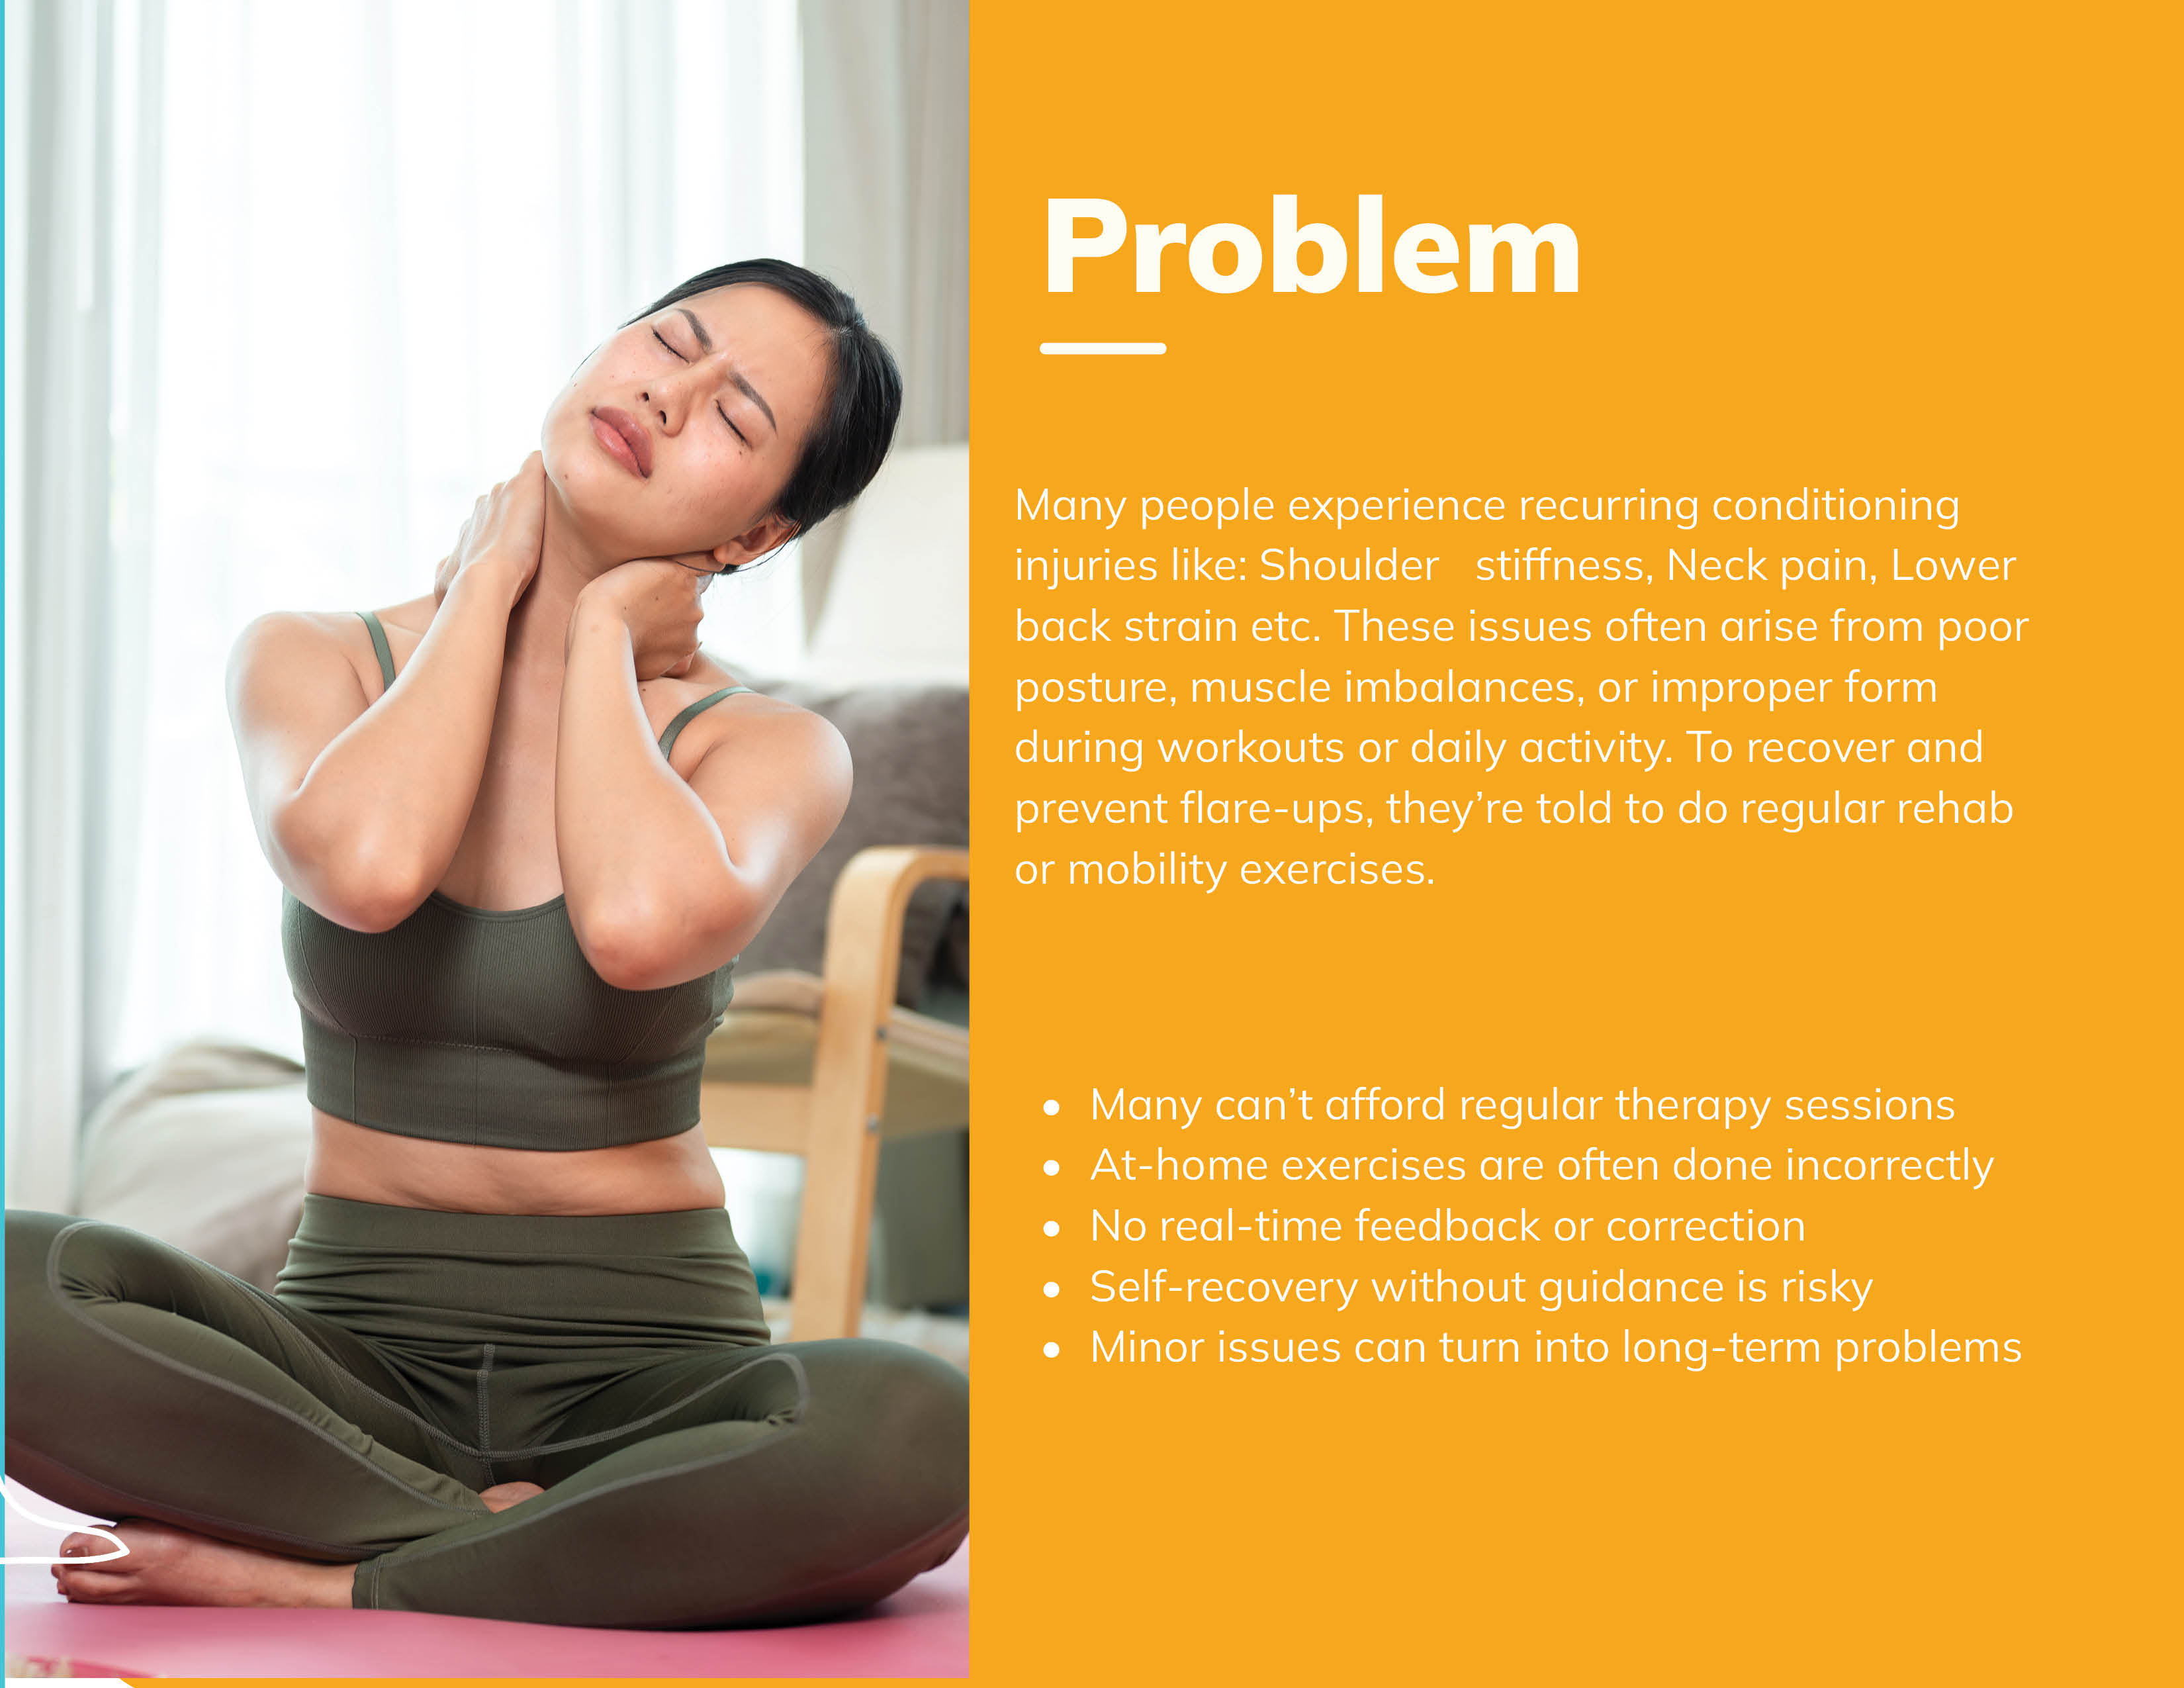 Problem
Many people experience recurring conditioning
injuries like: Shoulder   stiffness, Neck pain, Lower
back strain etc. These issues often arise from poor
posture, muscle imbalances, or improper form
during workouts or daily activity. To recover and
prevent flare-ups, they’re told to do regular rehab
or mobility exercises.
• Many can’t afford regular therapy sessions
• At-home exercises are often done incorrectly
• No real-time feedback or correction
• Self-recovery without guidance is risky
• Minor issues can turn into long-term problems